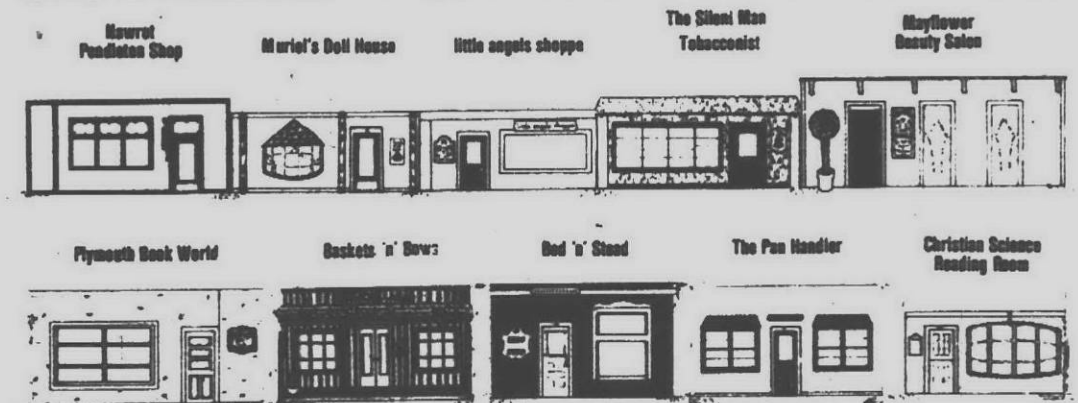 Nawrot
Pendleton Shop
Muriel's Doll House
little angels shoppe
The Silent Man
Tobacconist
Mayflower
Beauty Salon
Plymouth Book World
Baskets 'n' Bows
Bed 'n' Stead
The Pan Handler
Christian Science
Reading Room